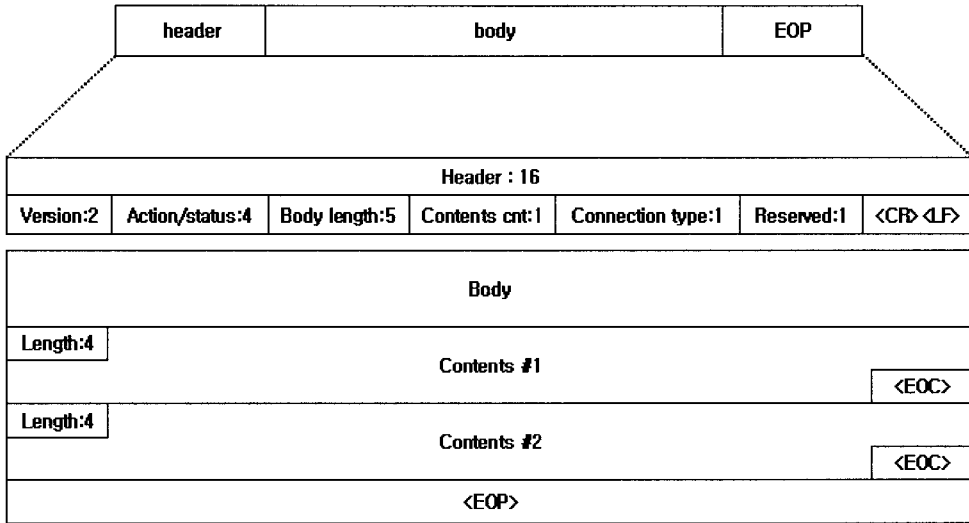 header body EOP
Header : 16
Version:2 Action/status:4 Body length:5 Contents cnt:1 Connection type:1 Reserved:1 <CR> <LF>
Body
Length:4
Contents #1
<EOC>
Length:4
Contents #2
<EOC>
<EOP>